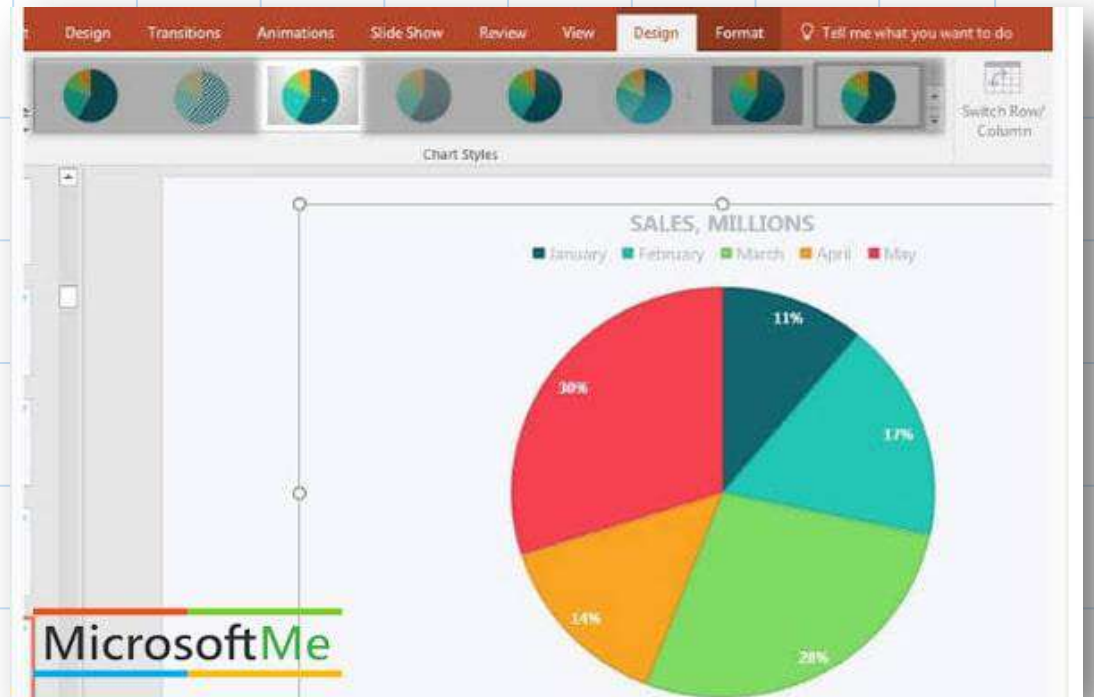 Design Transitions Animations Slide Show Review View Design Format Tell me what you want to do
Switch Row/
Column
Chart Styles
SALES, MILLIONS
January February March April May
11%
30%
17%
14%
28%
MicrosoftMe